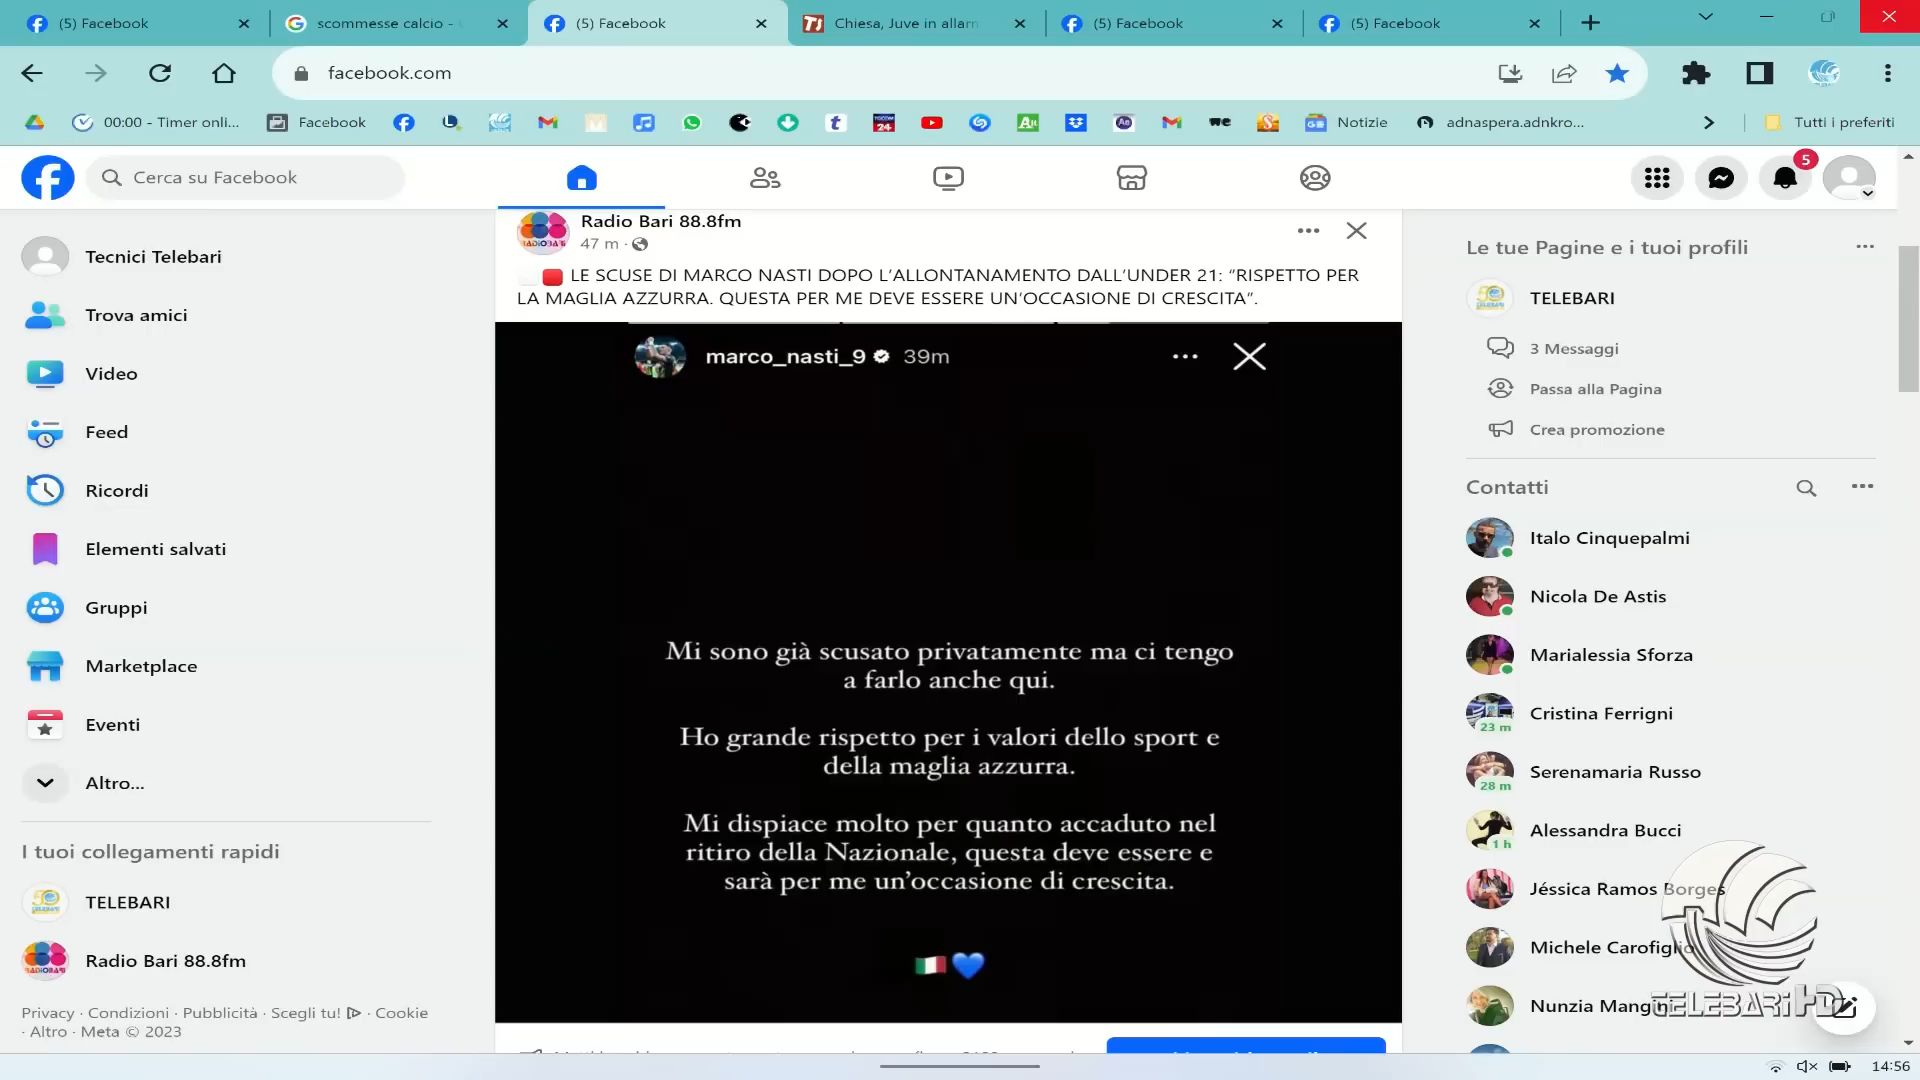 (5) Facebook
scommesse calcio -
(5) Facebook
Chiesa, Juve in allarm
(5) Facebook
(5) Facebook
facebook.com
00:00 - Timer onli...
Facebook
Notizie
adnaspera.adnkro...
Tutti i preferiti
Cerca su Facebook
5
Tecnici Telebari
Trova amici
Video
Feed
Ricordi
Elementi salvati
Gruppi
Marketplace
Eventi
Altro...
I tuoi collegamenti rapidi
TELEBARI
Radio Bari 88.8fm
Privacy · Condizioni · Pubblicità · Scegli tu! · Cookie
· Altro · Meta © 2023
Radio Bari 88.8fm
47 m ·
LE SCUSE DI MARCO NASTI DOPO L'ALLONTANAMENTO DALL'UNDER 21: “RISPETTO PER
LA MAGLIA AZZURRA. QUESTA PER ME DEVE ESSERE UN'OCCASIONE DI CRESCITA”.
marco_nasti_9 39m
Mi sono già scusato privatamente ma ci tengo
a farlo anche qui.
Ho grande rispetto per i valori dello sport e
della maglia azzurra.
Mi dispiace molto per quanto accaduto nel
ritiro della Nazionale, questa deve essere e
sarà per me un’occasione di crescita.
Le tue Pagine e i tuoi profili
TELEBARI
3 Messaggi
Passa alla Pagina
Crea promozione
Contatti
Italo Cinquepalmi
Nicola De Astis
Marialessia Sforza
Cristina Ferrigni
23 m
Serenamaria Russo
28 m
Alessandra Bucci
1 h
Jéssica Ramos Borges
Michele Carofiglio
Nunzia Mangini
TELEBARI HD
14:56